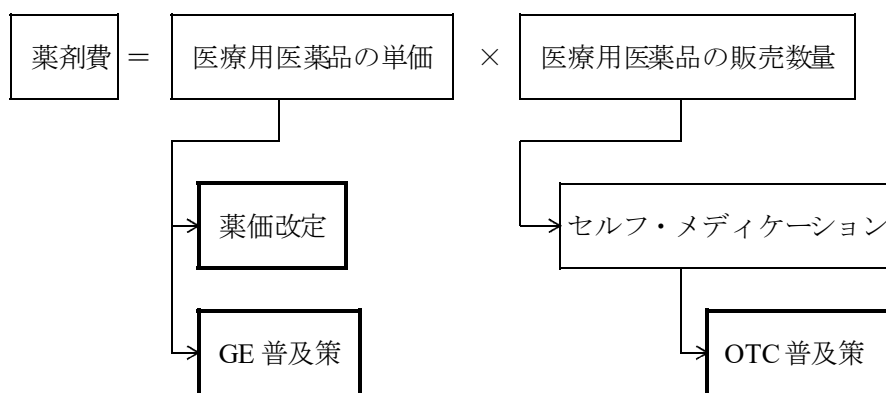 薬剤費 = 医療用医薬品の単価 × 医療用医薬品の販売数量
薬価改定
セルフ・メディケーション
GE 普及策
OTC 普及策